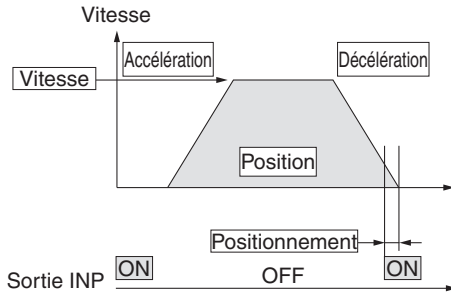 Vitesse
Accélération
Décélération
Vitesse
Position
Positionnement
Sortie INP
ON
OFF
ON